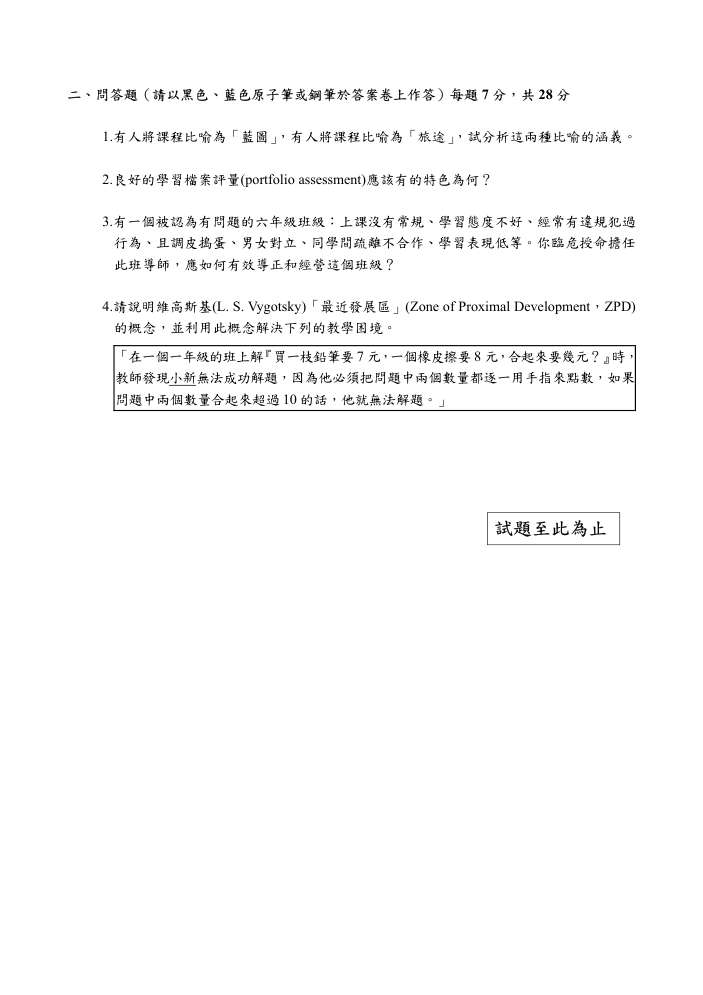 二、問答題（請以黑色、藍色原子筆或鋼筆於答案卷上作答）每題 7 分，共 28 分
1.有人將課程比喻為「藍圖」，有人將課程比喻為「旅途」，試分析這兩種比喻的涵義。
2.良好的學習檔案評量(portfolio assessment)應該有的特色為何？
3.有一個被認為有問題的六年級班級：上課沒有常規、學習態度不好、經常有違規犯過
行為、且調皮搗蛋、男女對立、同學間疏離不合作、學習表現低等。你臨危授命擔任
此班導師，應如何有效導正和經營這個班級？
4.請說明維高斯基(L. S. Vygotsky)「最近發展區」(Zone of Proximal Development，ZPD)
的概念，並利用此概念解決下列的教學困境。
「在一個一年級的班上解『買一枝鉛筆要 7 元，一個橡皮擦要 8 元，合起來要幾元？』時，
教師發現小新無法成功解題，因為他必須把問題中兩個數量都逐一用手指來點數，如果
問題中兩個數量合起來超過 10 的話，他就無法解題。」
試題至此為止